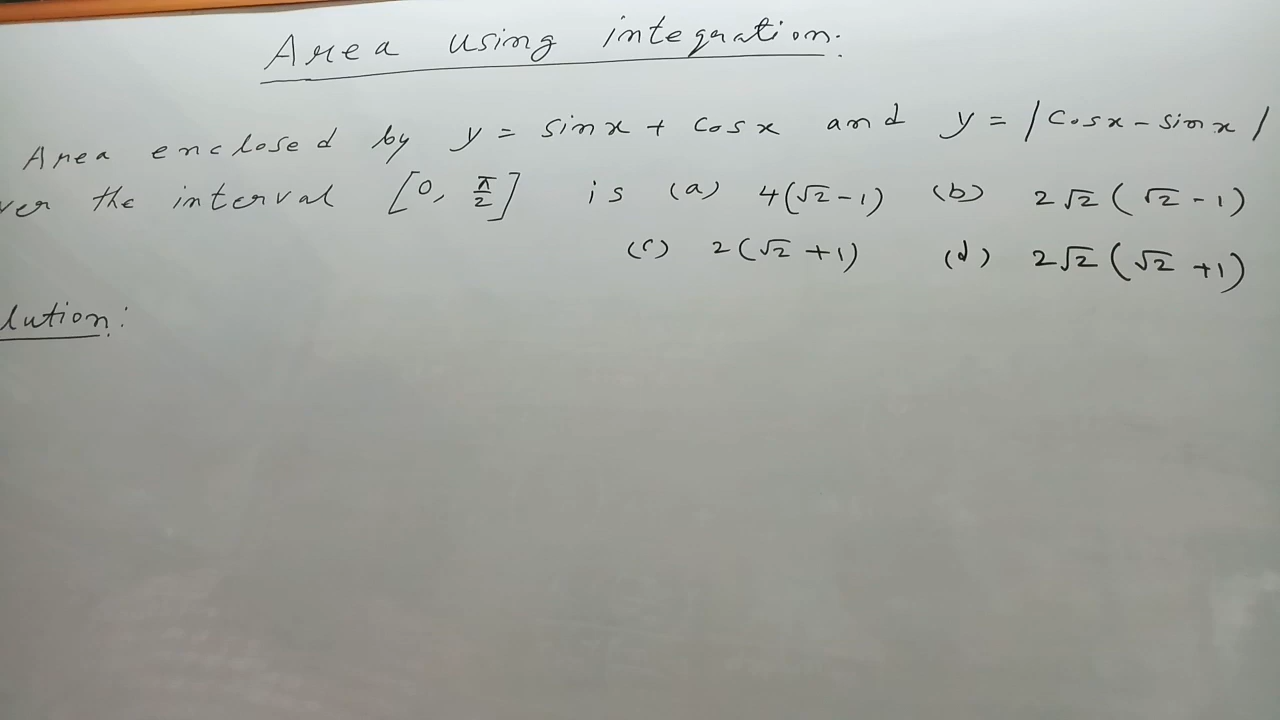 Area using integration.
Area enclosed by y = sinx + cosx and y = |cosx - sinx|
ver the interval [0, π/2] is (a) 4(√2-1) (b) 2√2(√2-1)
(c) 2(√2+1) (d) 2√2(√2+1)
lution: